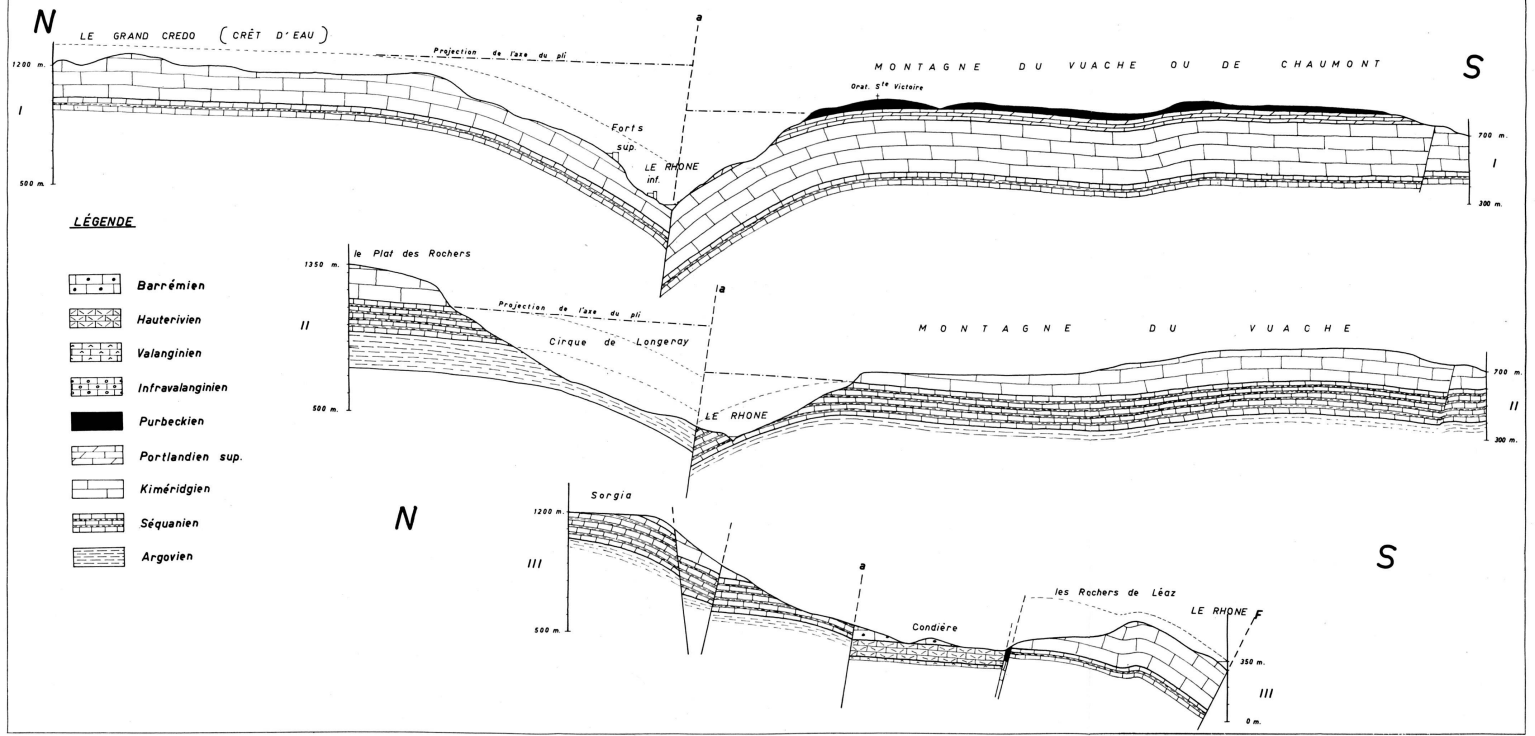 N
LE GRAND CREDO (CRÊT D'EAU)
Projection de l'axe du pli
a
MONTAGNE DU VUACHE OU DE CHAUMONT
S
1200 m.
Orat. Ste Victoire
I
Forts
sup.
LE RHONE
inf.
500 m.
700 m.
I
300 m.
LÉGENDE
Barrémien
Hauterivien
Valanginien
Infravalanginien
Purbeckien
Portlandien sup.
Kiméridgien
Séquanien
Argovien
le Plat des Rochers
1350 m.
a
Projection de l'axe du pli
II
MONTAGNE DU VUACHE
Cirque de Longeray
700 m.
500 m.
LE RHONE
II
300 m.
N
Sorgia
1200 m.
S
III
a
les Rochers de Léaz
LE RHONE
F
500 m.
Condière
350 m.
III
0 m.